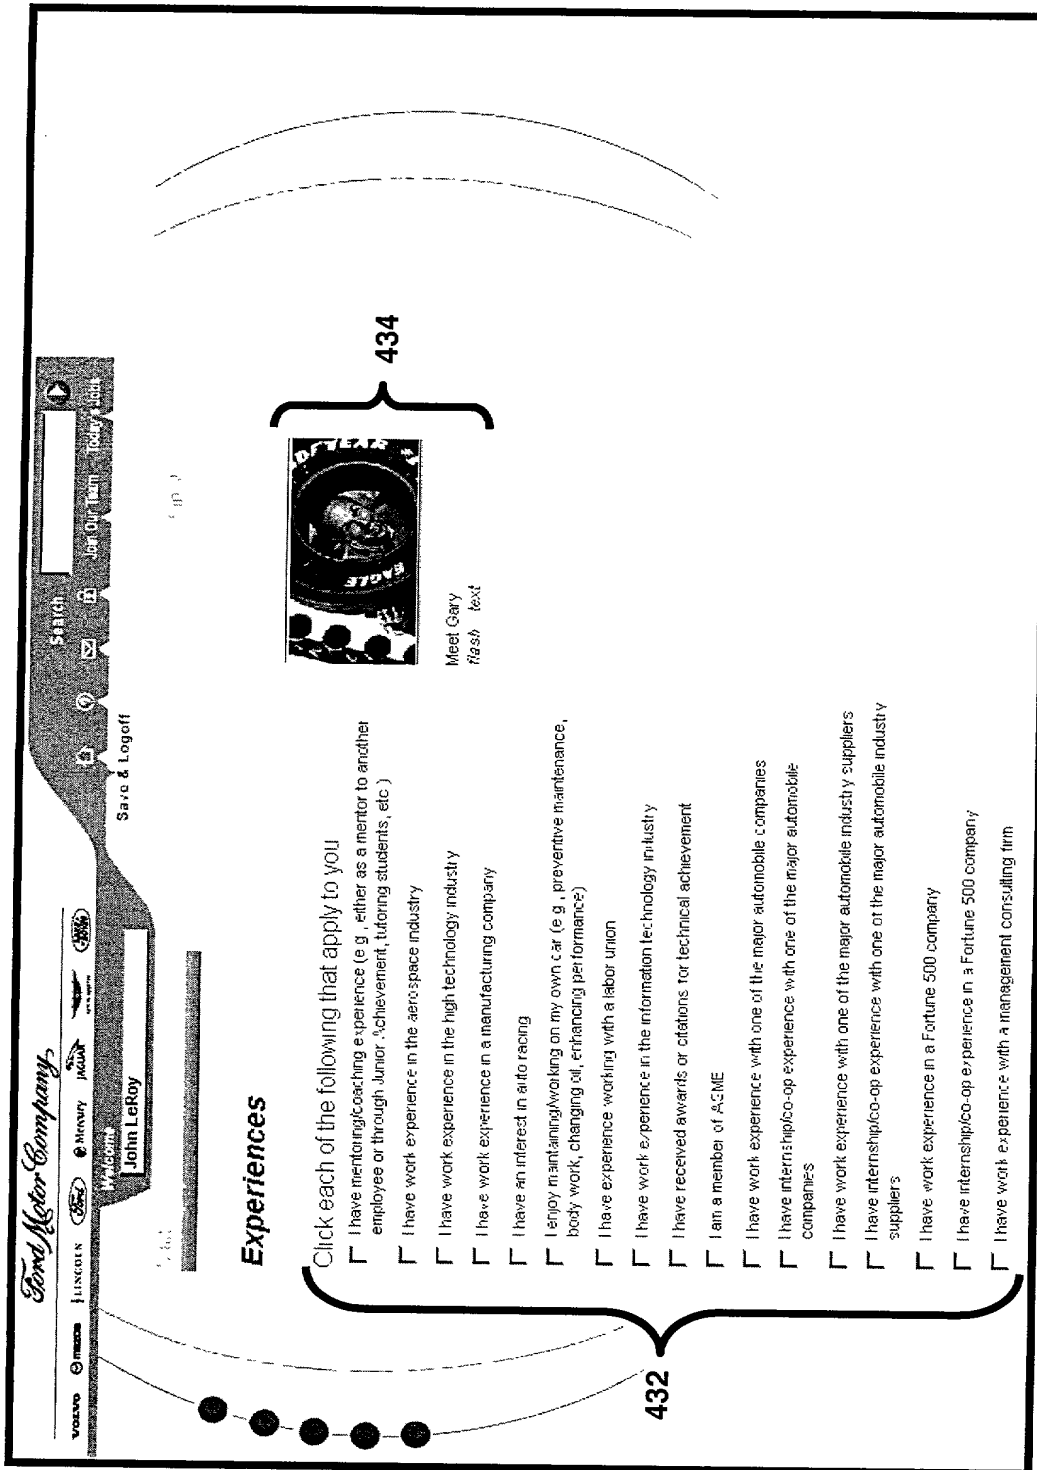 Ford Motor Company
VOLVO mazda LINCOLN Ford Mercury JAGUAR
Welcome
John LeRoy
Search
Join Our Team Today's Jobs
Save & Logoff
Experiences
Click each of the following that apply to you
I have mentoring/coaching experience (e g , either as a mentor to another
employee or through Junior Achievement, tutoring students, etc )
I have work experience in the aerospace industry
I have work experience in the high technology industry
I have work experience in a manufacturing company
I have an interest in auto racing
I enjoy maintaining/working on my own car (e g , preventive maintenance,
body work, changing oil, enhancing performance)
I have experience working with a labor union
I have work experience in the information technology industry
I have received awards or citations for technical achievement
I am a member of ASME
I have work experience with one of the major automobile companies
I have internship/co-op experience with one of the major automobile
companies
I have work experience with one of the major automobile industry suppliers
I have internship/co-op experience with one of the major automobile industry
suppliers
I have work experience in a Fortune 500 company
I have internship/co-op experience in a Fortune 500 company
I have work experience with a management consulting firm
432
EAGLE
Meet Gary
flash text
434